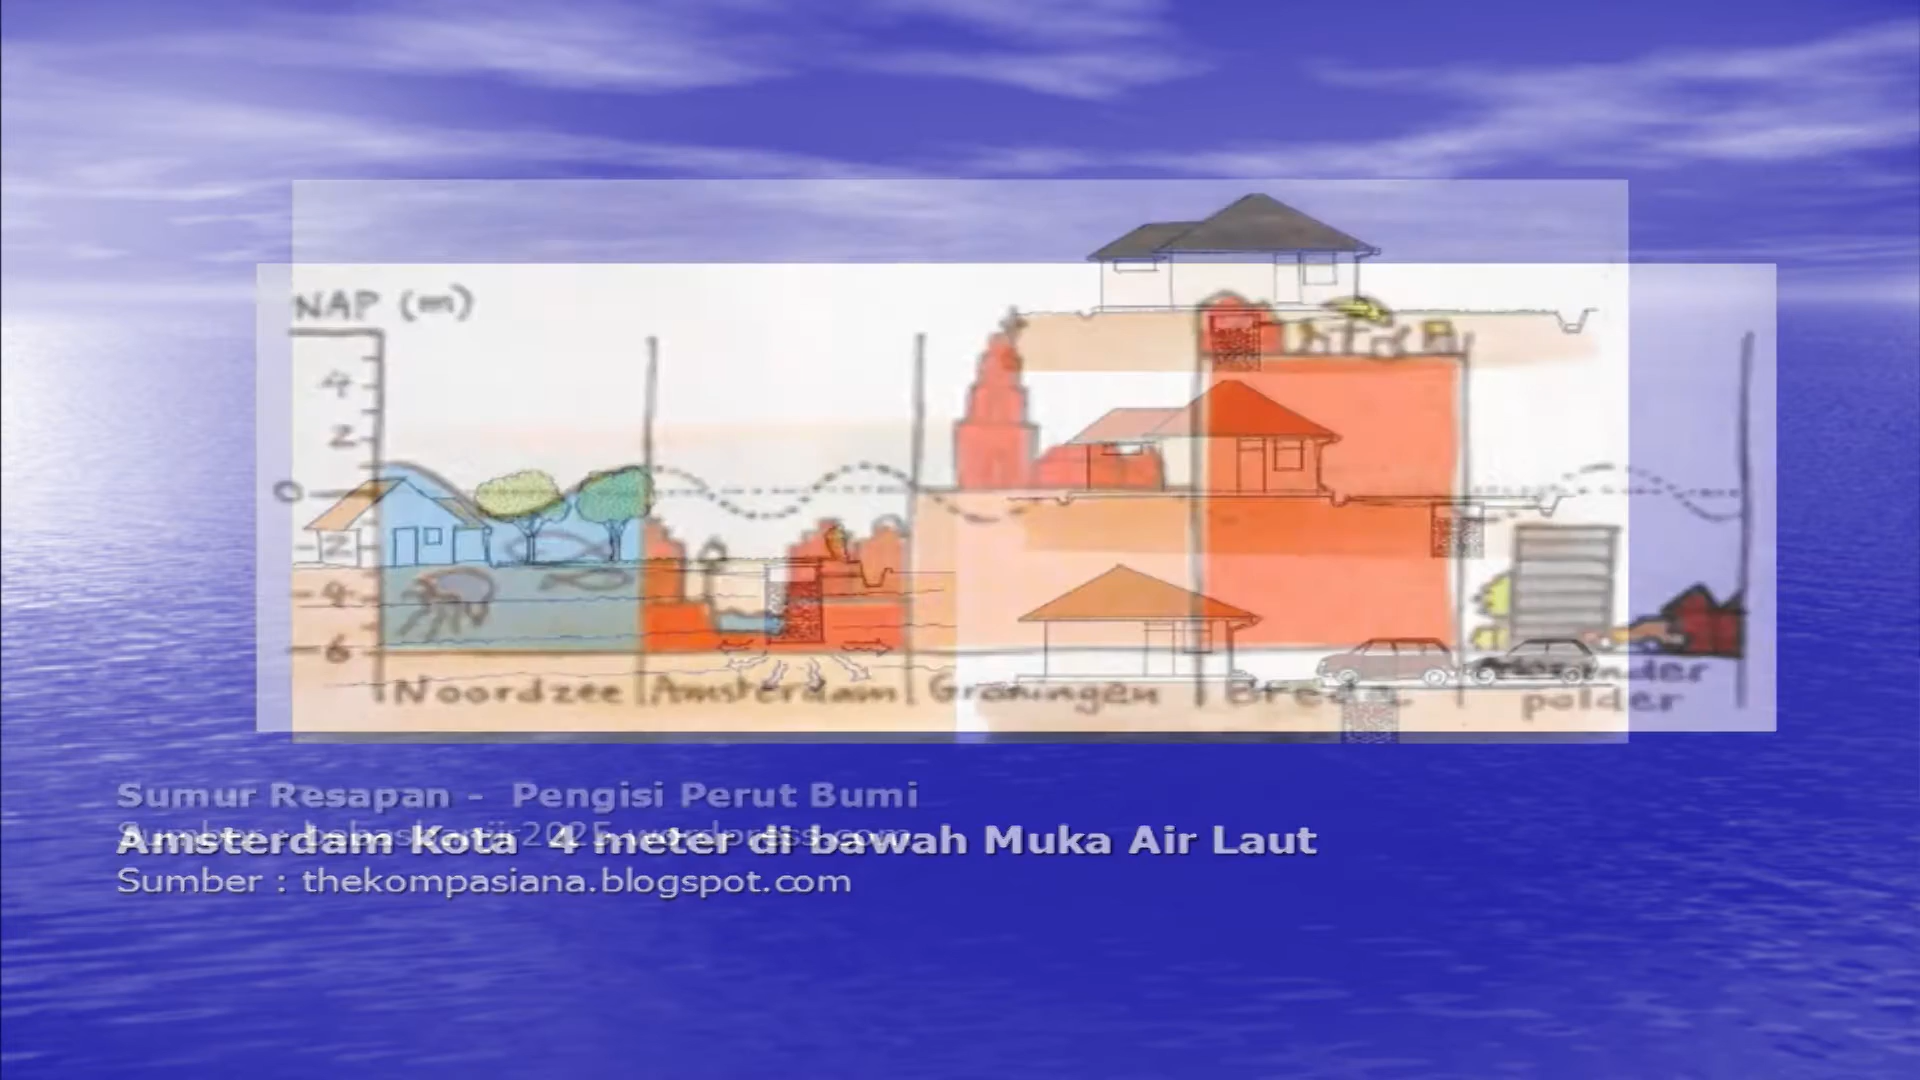 NAP (m)
4
2
0
-2
-4
-6
Noordzee Amsterdam Groningen Breda
polder
Sumur Resapan - Pengisi Perut Bumi
Amsterdam Kota 4 meter di bawah Muka Air Laut
Sumber : thekompasiana.blogspot.com